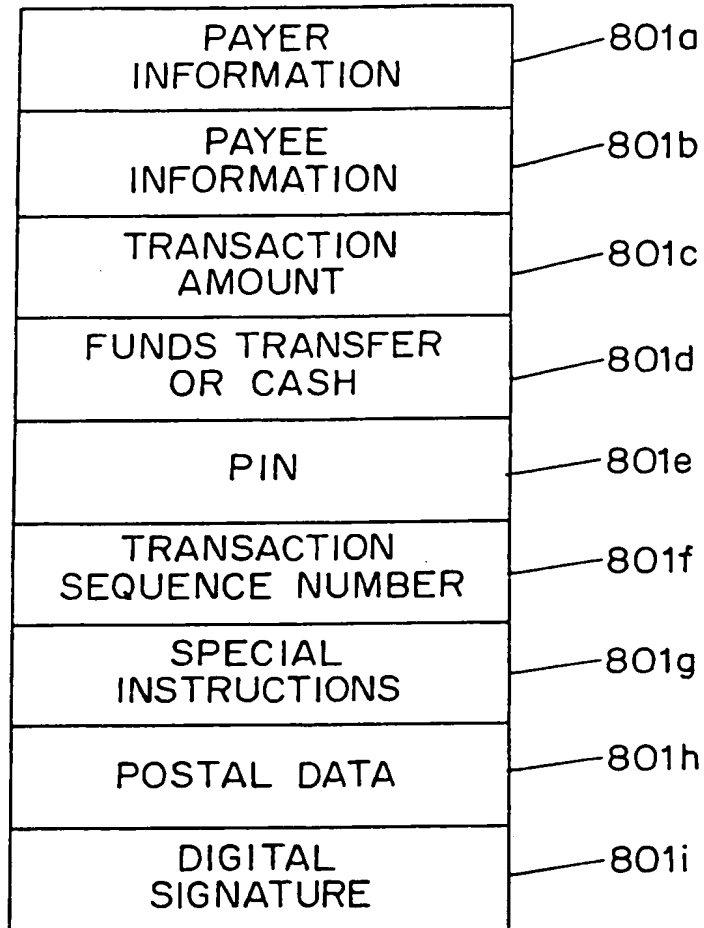 PAYER
INFORMATION
801a
PAYEE
INFORMATION
801b
TRANSACTION
AMOUNT
801c
FUNDS TRANSFER
OR CASH
801d
PIN
801e
TRANSACTION
SEQUENCE NUMBER
801f
SPECIAL
INSTRUCTIONS
801g
POSTAL DATA
801h
DIGITAL
SIGNATURE
801i